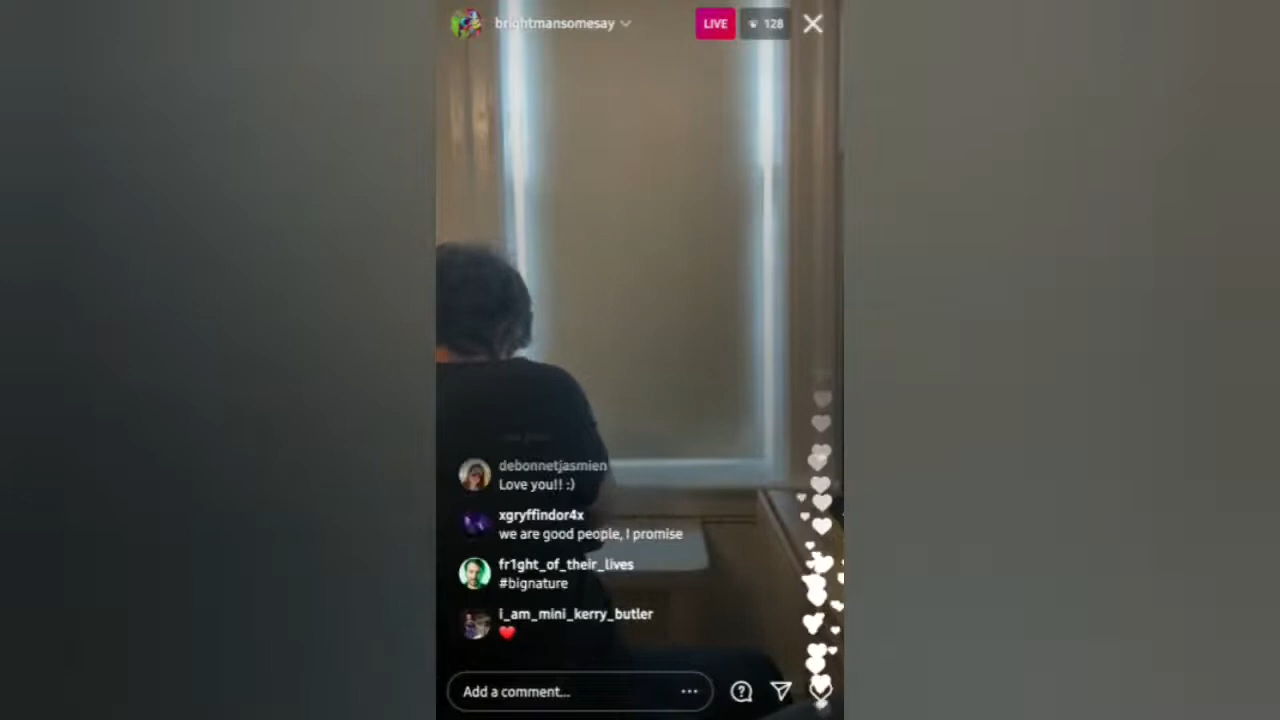 brightmansomesay
LIVE
128
debonnetjasmien
Love you!! :)
xgryffindor4x
we are good people, I promise
fr1ght_of_their_lives
#bignature
i_am_mini_kerry_butler
❤️
Add a comment...